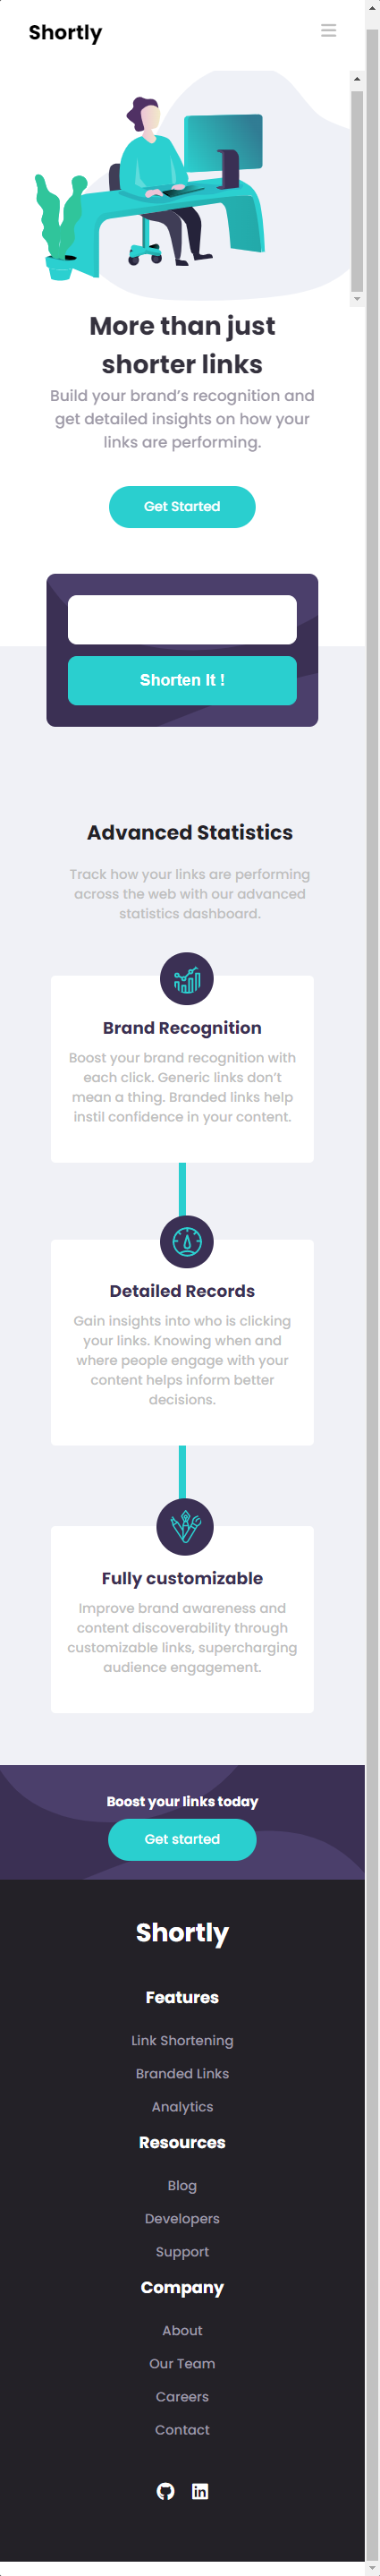 Shortly
More than just
shorter links
Build your brand’s recognition and
get detailed insights on how your
links are performing.
Get Started
Shorten It !
Advanced Statistics
Track how your links are performing
across the web with our advanced
statistics dashboard.
Brand Recognition
Boost your brand recognition with
each click. Generic links don’t
mean a thing. Branded links help
instil confidence in your content.
Detailed Records
Gain insights into who is clicking
your links. Knowing when and
where people engage with your
content helps inform better
decisions.
Fully customizable
Improve brand awareness and
content discoverability through
customizable links, supercharging
audience engagement.
Boost your links today
Get started
Shortly
Features
Link Shortening
Branded Links
Analytics
Resources
Blog
Developers
Support
Company
About
Our Team
Careers
Contact